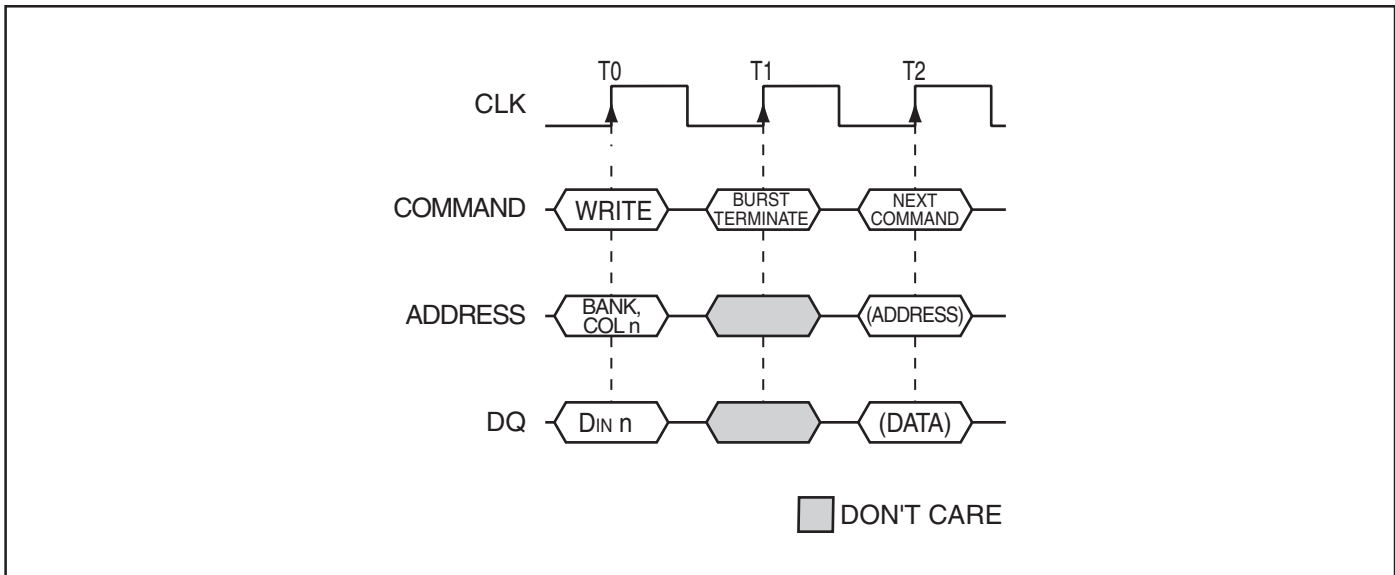 T0 T1 T2
CLK
COMMAND WRITE BURST TERMINATE NEXT COMMAND
ADDRESS BANK, COL n (ADDRESS)
DQ DIN n (DATA)
DON'T CARE